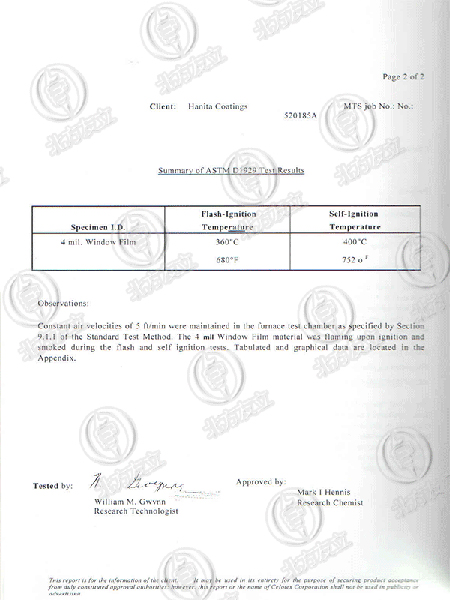 Page 2 of 2
Client: Hanita Coatings MTS job No.: No.:
520185A
Summary of ASTM D1929 Test Results
Specimen I.D. Flash-Ignition Temperature Self-Ignition Temperature
4 mil. Window Film 360°C 400°C
680°F 752 o F
Observations:
Constant air velocities of 5 ft/min were maintained in the furnace test chamber as specified by Section
9.1.1 of the Standard Test Method. The 4 mil Window Film material was flaming upon ignition and
smoked during the flash and self ignition tests. Tabulated and graphical data are located in the
Appendix.
Tested by: Approved by:
William M. Gwynn Mark I Hennis
Research Technologist Research Chemist
This report is for the information of the client. It may be used in its entirety for the purpose of securing product acceptance
from duly constituted approval authorities; however, this report or the name of Celotex Corporation shall not be used in publicity or
advertising